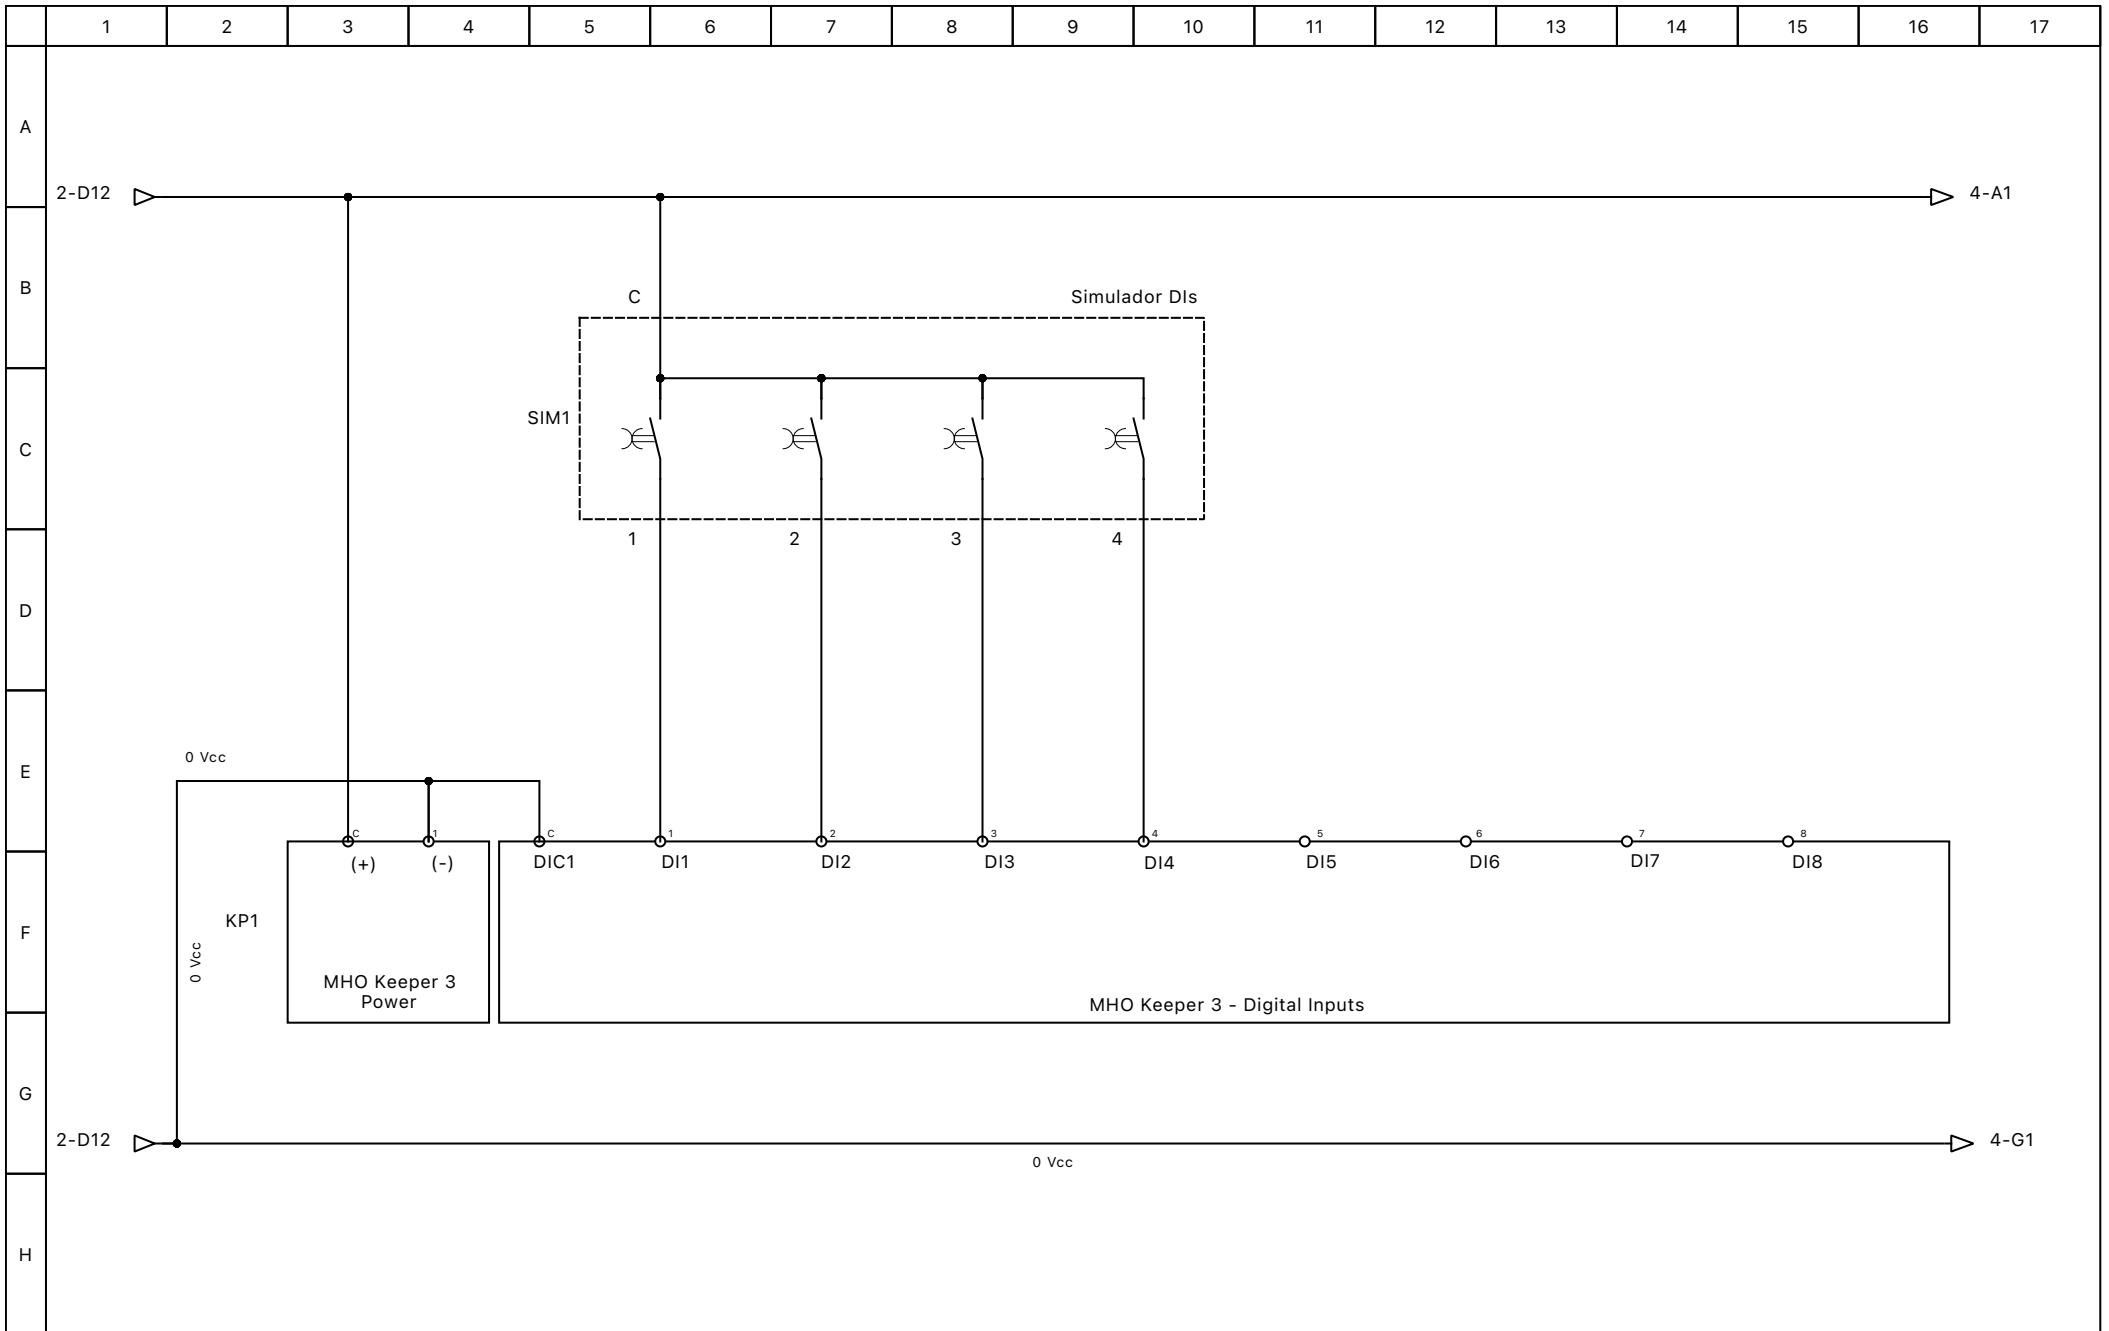 1 2 3 4 5 6 7 8 9 10 11 12 13 14 15 16 17
A
2-D12 4-A1
B
C Simulador DIs
SIM1
C
1 2 3 4
D
0 Vcc
E
C 1 C 1 2 3 4 5 6 7 8
(+) (-) DIC1 DI1 DI2 DI3 DI4 DI5 DI6 DI7 DI8
KP1
F
0 Vcc
MHO Keeper 3
Power
MHO Keeper 3 - Digital Inputs
G
2-D12 4-G1
0 Vcc
H